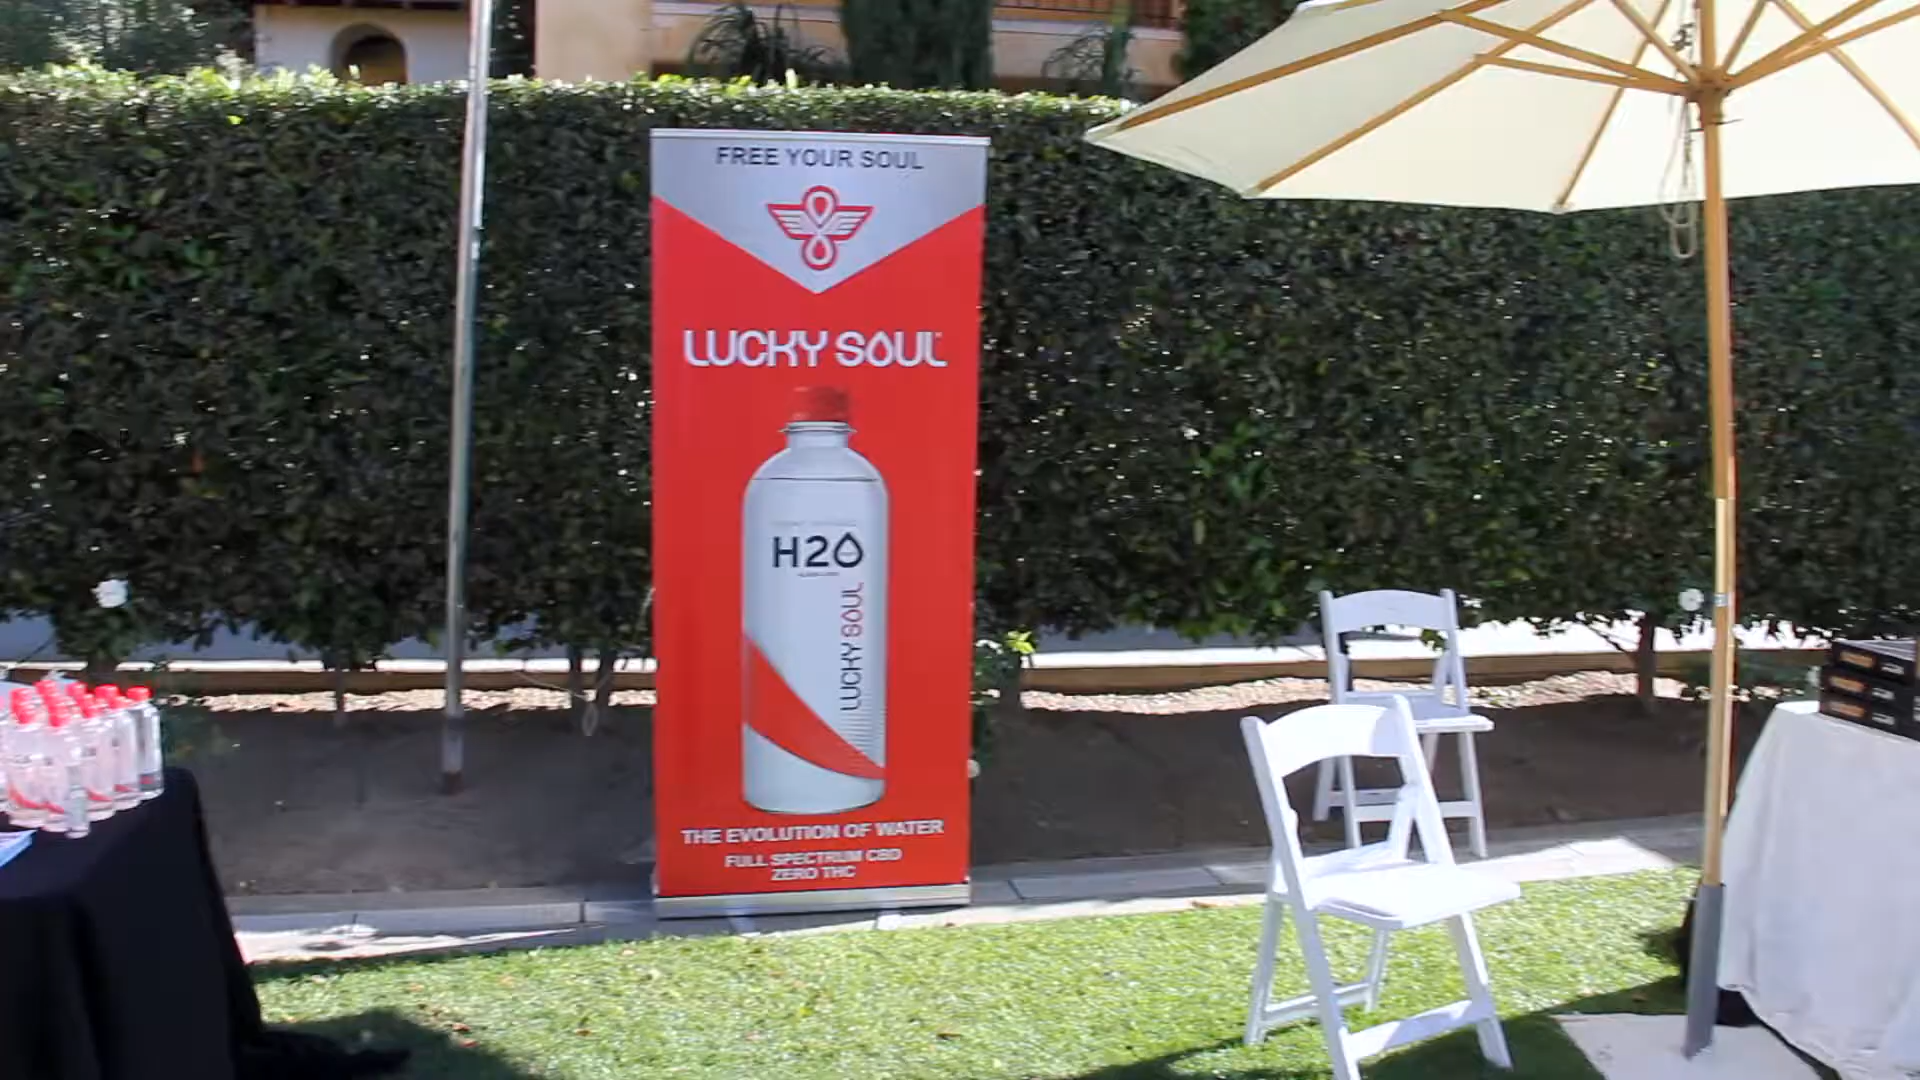 FREE YOUR SOUL
LUCKY SOUL
H2O
LUCKY SOUL
THE EVOLUTION OF WATER
FULL SPECTRUM CBD
ZERO THC